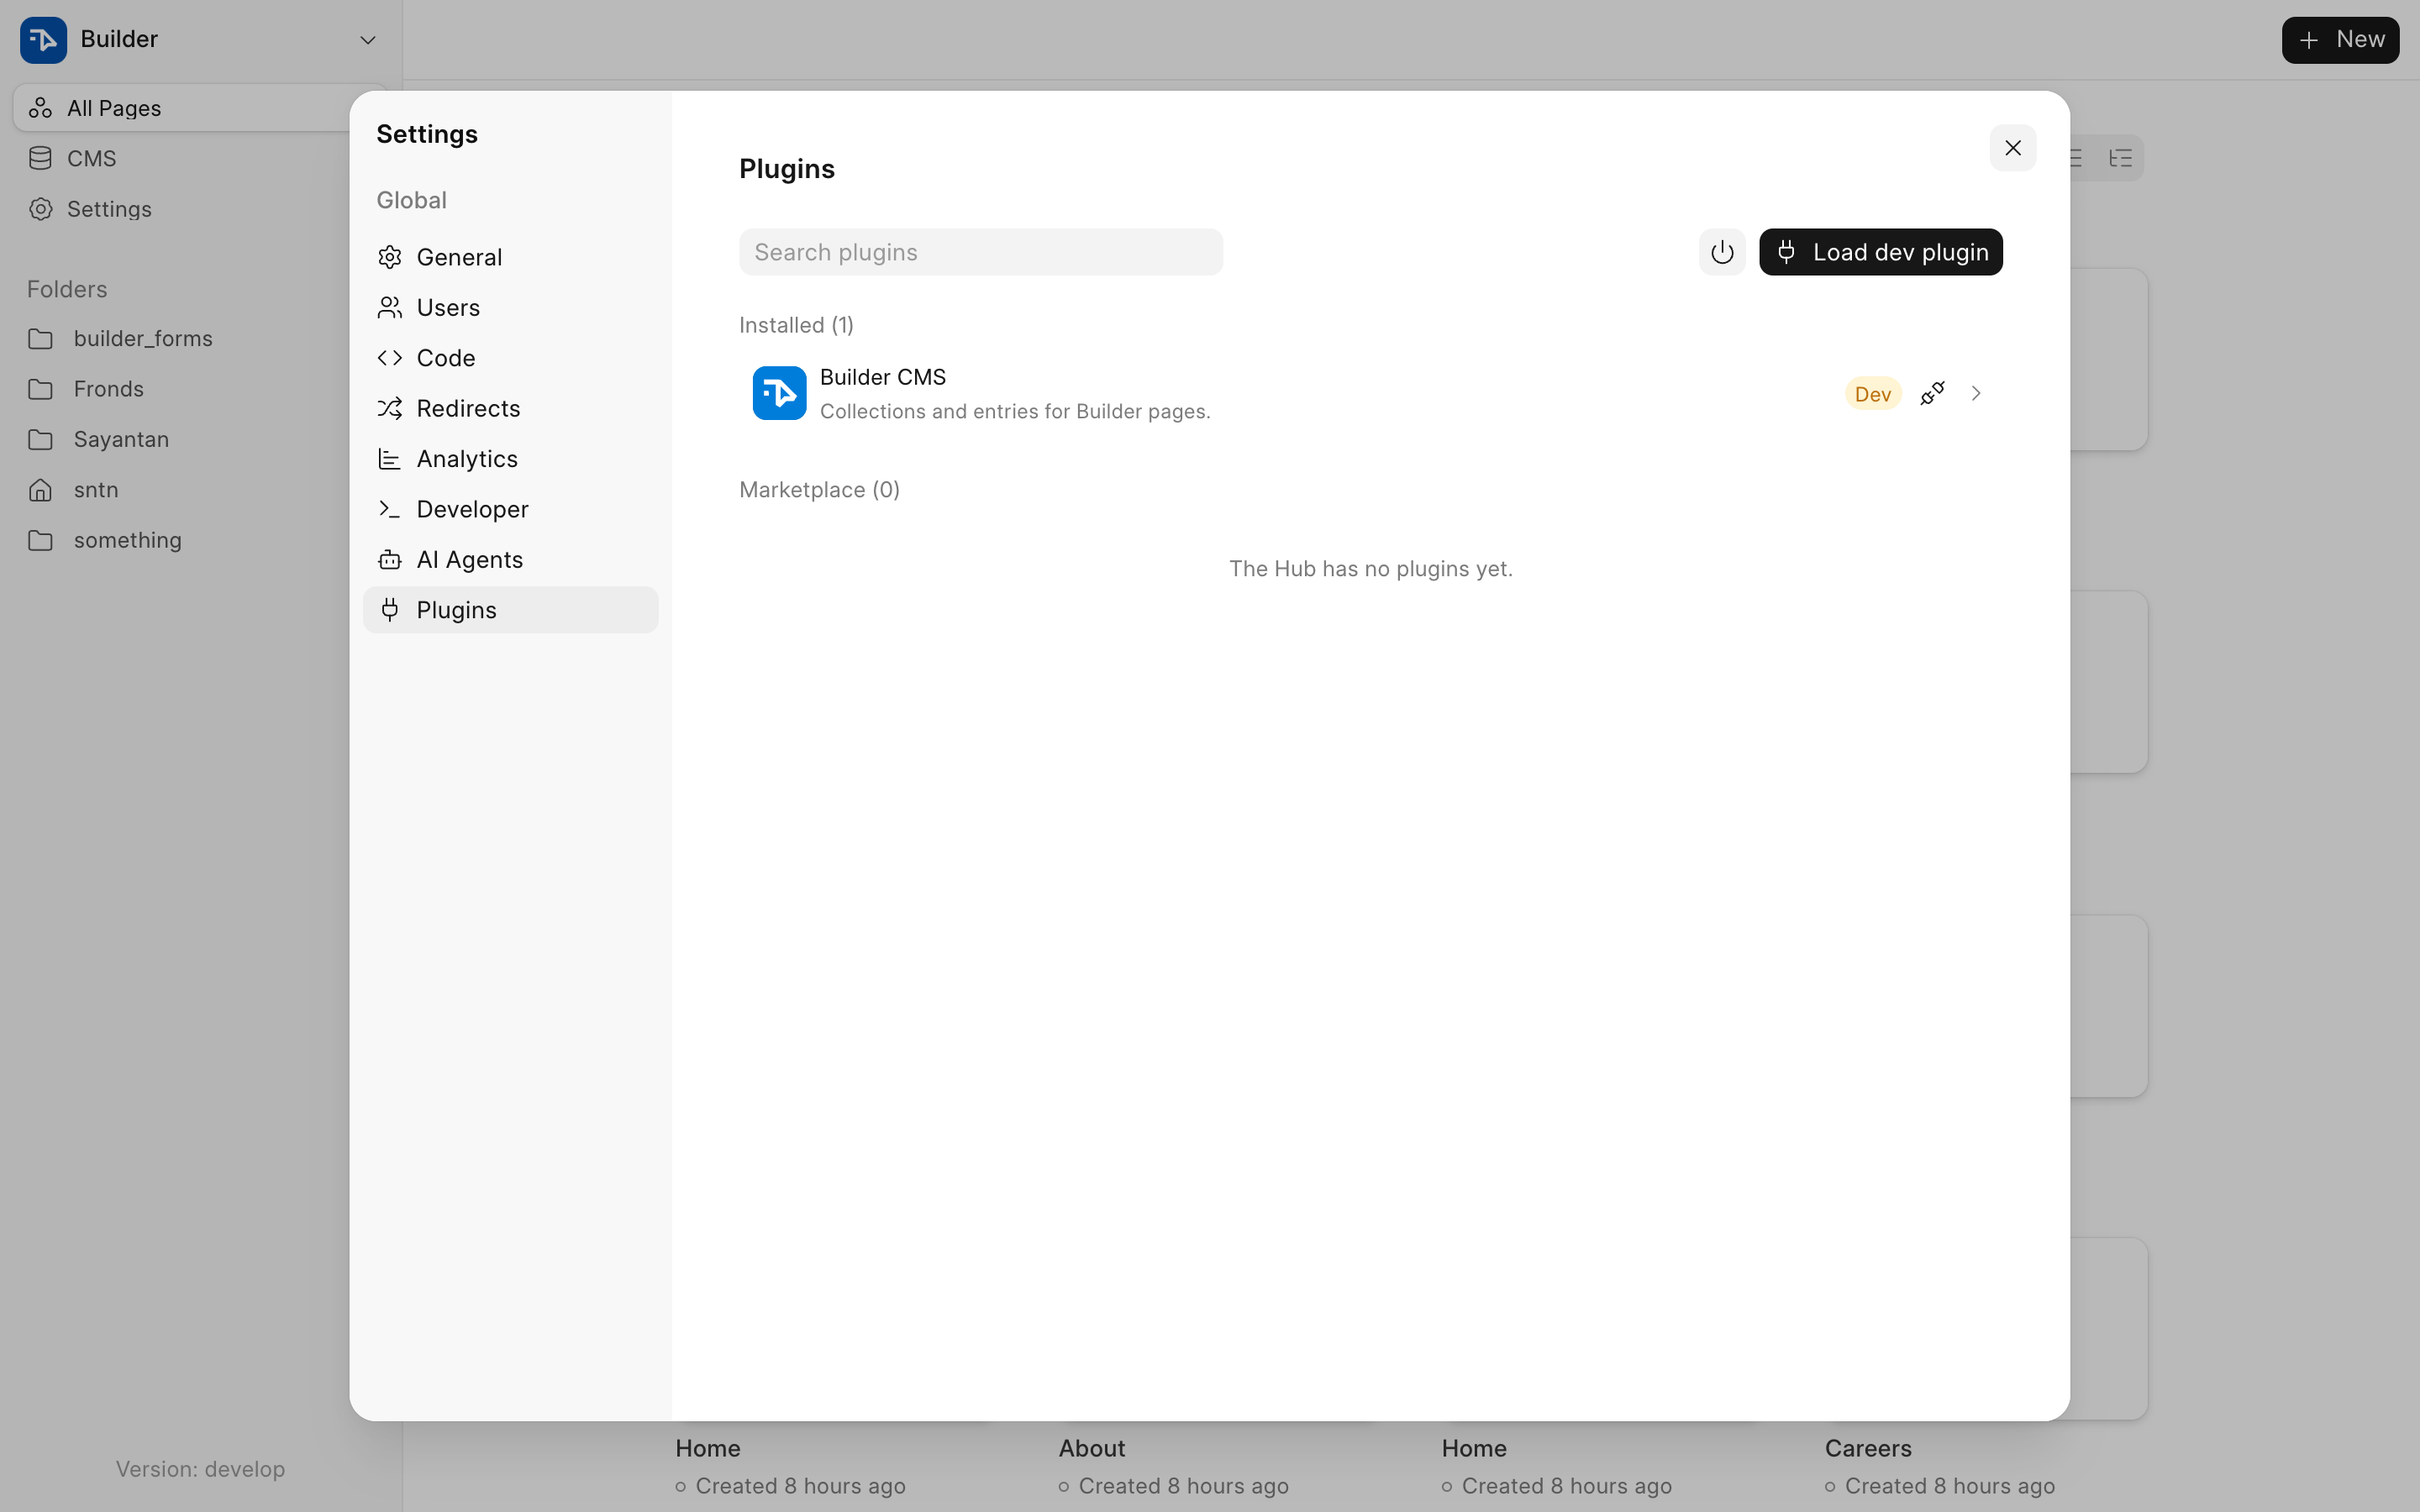 Builder
New
All Pages
CMS
Settings
Folders
builder_forms
Fronds
Sayantan
sntn
something
Version: develop
Settings
Global
General
Users
Code
Redirects
Analytics
Developer
AI Agents
Plugins
Plugins
Search plugins
Load dev plugin
Installed (1)
Builder CMS
Collections and entries for Builder pages.
Dev
Marketplace (0)
The Hub has no plugins yet.
Home
Created 8 hours ago
About
Created 8 hours ago
Home
Created 8 hours ago
Careers
Created 8 hours ago